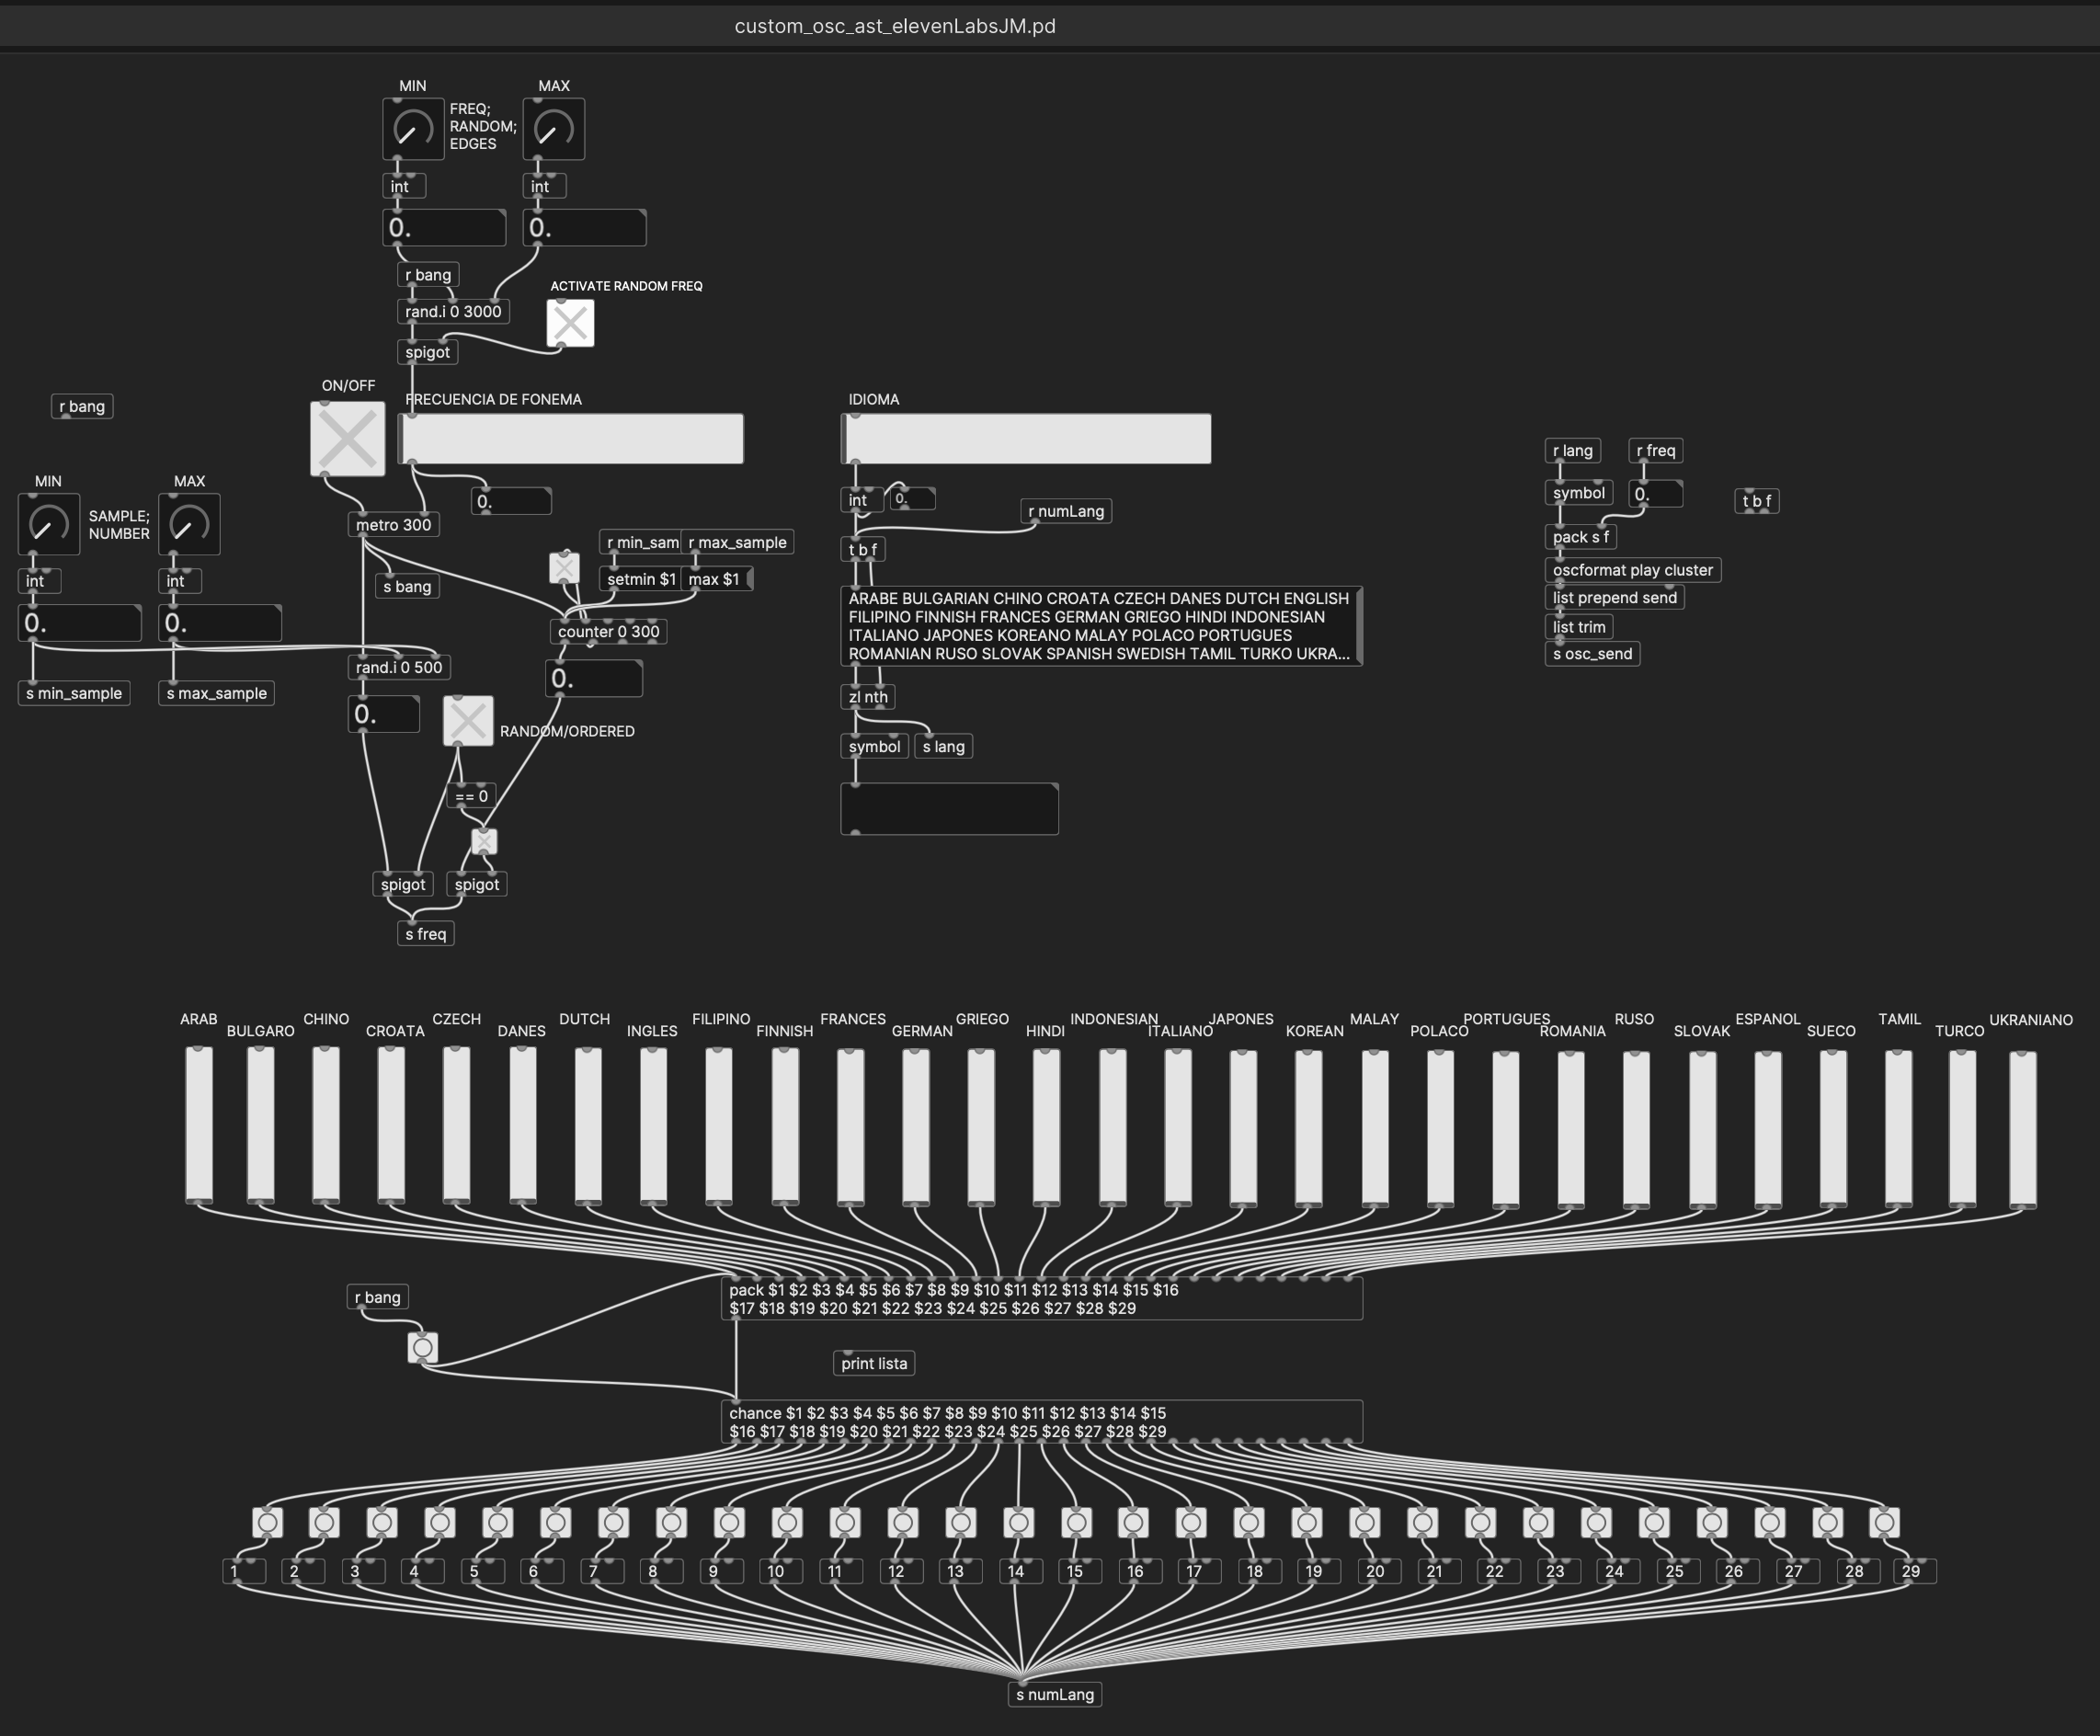 custom_osc_ast_elevenLabsJM.pd
MIN
MAX
FREQ;
RANDOM;
EDGES
int
int
0.
0.
r bang
rand.i 0 3000
ACTIVATE RANDOM FREQ
spigot
ON/OFF
FRECUENCIA DE FONEMA
IDIOMA
r bang
r lang
r freq
MIN
MAX
SAMPLE;
NUMBER
0.
int
0.
symbol
0.
t b f
metro 300
r numLang
pack s f
r min_sam
r max_sample
t b f
int
int
s bang
setmin $1
max $1
oscformat play cluster
list prepend send
0.
0.
counter 0 300
ARABE BULGARIAN CHINO CROATA CZECH DANES DUTCH ENGLISH
FILIPINO FINNISH FRANCES GERMAN GRIEGO HINDI INDONESIAN
ITALIANO JAPONES KOREANO MALAY POLACO PORTUGUES
ROMANIAN RUSO SLOVAK SPANISH SWEDISH TAMIL TURKO UKRA...
list trim
s osc_send
rand.i 0 500
0.
s min_sample
s max_sample
zl nth
0.
RANDOM/ORDERED
symbol
s lang
== 0
spigot
spigot
s freq
ARAB
BULGARO
CHINO
CROATA
CZECH
DANES
DUTCH
INGLES
FILIPINO
FINNISH
FRANCES
GERMAN
GRIEGO
HINDI
INDONESIAN
ITALIANO
JAPONES
KOREAN
MALAY
POLACO
PORTUGUES
ROMANIA
RUSO
SLOVAK
ESPANOL
SUECO
TAMIL
TURCO
UKRANIANO
r bang
pack $1 $2 $3 $4 $5 $6 $7 $8 $9 $10 $11 $12 $13 $14 $15 $16
$17 $18 $19 $20 $21 $22 $23 $24 $25 $26 $27 $28 $29
print lista
chance $1 $2 $3 $4 $5 $6 $7 $8 $9 $10 $11 $12 $13 $14 $15
$16 $17 $18 $19 $20 $21 $22 $23 $24 $25 $26 $27 $28 $29
1 2 3 4 5 6 7 8 9 10 11 12 13 14 15 16 17 18 19 20 21 22 23 24 25 26 27 28 29
s numLang